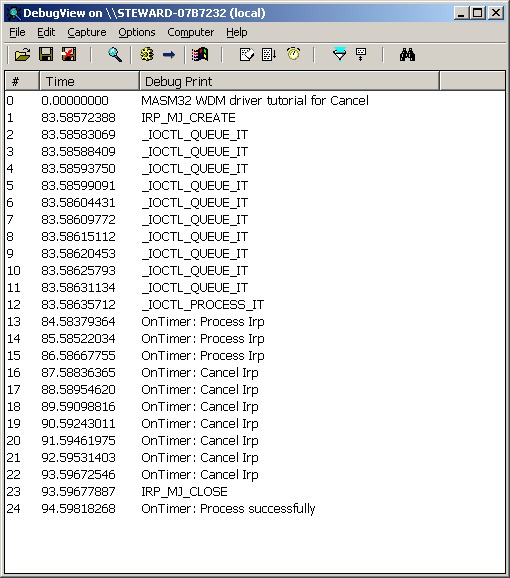 DebugView on \\STEWARD-07B7232 (local)
File Edit Capture Options Computer Help
# Time Debug Print
0 0.00000000 MASM32 WDM driver tutorial for Cancel
1 83.58572388 IRP_MJ_CREATE
2 83.58583069 _IOCTL_QUEUE_IT
3 83.58588409 _IOCTL_QUEUE_IT
4 83.58593750 _IOCTL_QUEUE_IT
5 83.58599091 _IOCTL_QUEUE_IT
6 83.58604431 _IOCTL_QUEUE_IT
7 83.58609772 _IOCTL_QUEUE_IT
8 83.58615112 _IOCTL_QUEUE_IT
9 83.58620453 _IOCTL_QUEUE_IT
10 83.58625793 _IOCTL_QUEUE_IT
11 83.58631134 _IOCTL_QUEUE_IT
12 83.58635712 _IOCTL_PROCESS_IT
13 84.58379364 OnTimer: Process Irp
14 85.58522034 OnTimer: Process Irp
15 86.58667755 OnTimer: Process Irp
16 87.58836365 OnTimer: Cancel Irp
17 88.58954620 OnTimer: Cancel Irp
18 89.59098816 OnTimer: Cancel Irp
19 90.59243011 OnTimer: Cancel Irp
20 91.59461975 OnTimer: Cancel Irp
21 92.59531403 OnTimer: Cancel Irp
22 93.59672546 OnTimer: Cancel Irp
23 93.59677887 IRP_MJ_CLOSE
24 94.59818268 OnTimer: Process successfully